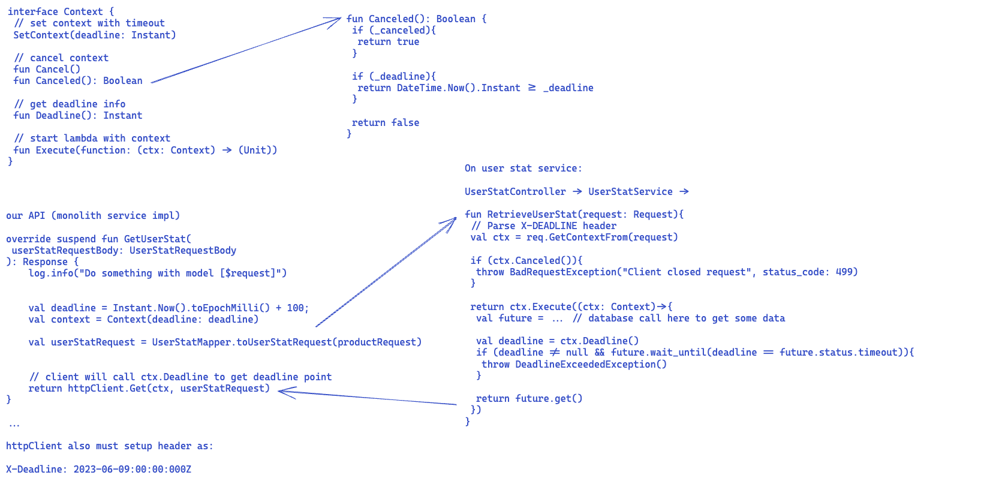 interface Context {
// set context with timeout
SetContext(deadline: Instant)
// cancel context
fun Cancel()
fun Canceled(): Boolean
// get deadline info
fun Deadline(): Instant
// start lambda with context
fun Execute(function: (ctx: Context) → (Unit))
}
fun Canceled(): Boolean {
if (_canceled){
return true
}
if (_deadline){
return DateTime.Now().Instant ≥ _deadline
}
return false
}
our API (monolith service impl)
override suspend fun GetUserStat(
userStatRequestBody: UserStatRequestBody
): Response {
log.info("Do something with model [$request]")
val deadline = Instant.Now().toEpochMilli() + 100;
val context = Context(deadline: deadline)
val userStatRequest = UserStatMapper.toUserStatRequest(productRequest)
// client will call ctx.Deadline to get deadline point
return httpClient.Get(ctx, userStatRequest)
}
...
httpClient also must setup header as:
X-Deadline: 2023-06-09:00:00:000Z
On user stat service:
UserStatController → UserStatService →
fun RetrieveUserStat(request: Request){
// Parse X-DEADLINE header
val ctx = req.GetContextFrom(request)
if (ctx.Canceled()){
throw BadRequestException("Client closed request", status_code: 499)
}
return ctx.Execute((ctx: Context)→{
val future = ... // database call here to get some data
val deadline = ctx.Deadline()
if (deadline ≠ null && future.wait_until(deadline == future.status.timeout)){
throw DeadlineExceededException()
}
return future.get()
})
}